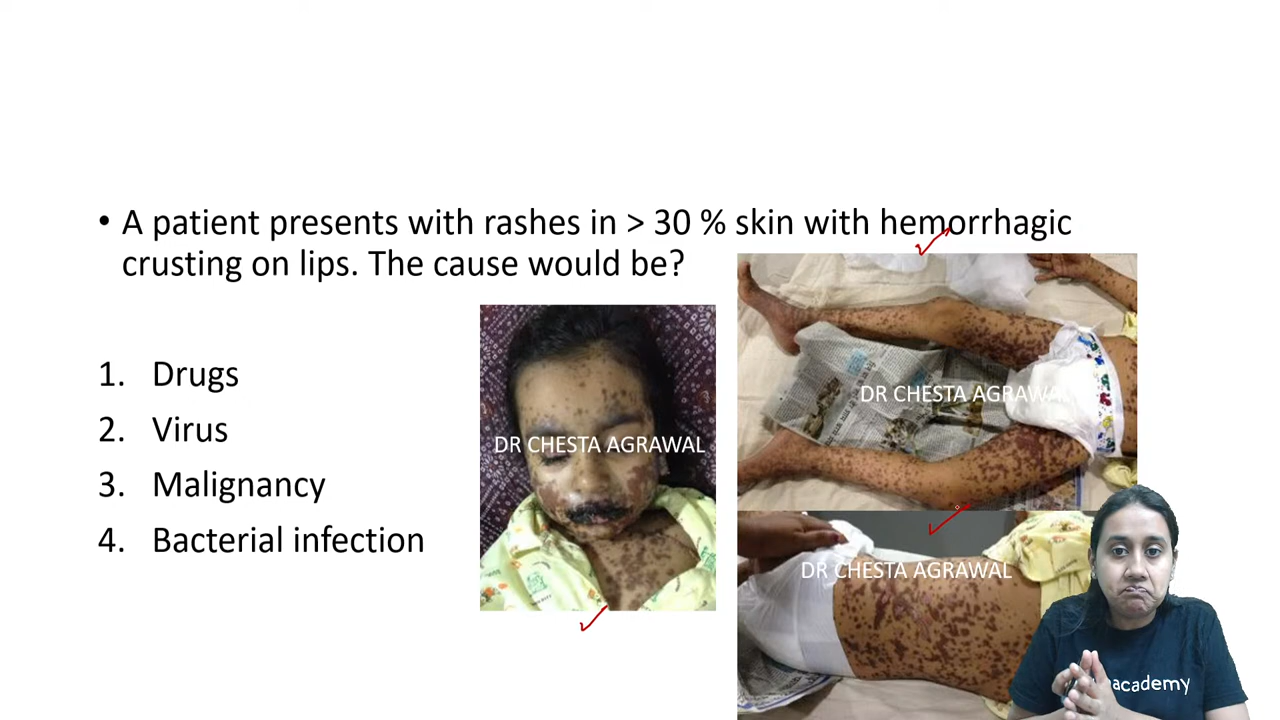 • A patient presents with rashes in > 30 % skin with hemorrhagic
crusting on lips. The cause would be?
1. Drugs
2. Virus
3. Malignancy
4. Bacterial infection
DR CHESTA AGRAWAL
DR CHESTA AGRAWAL
DR CHESTA AGRAWAL
academy